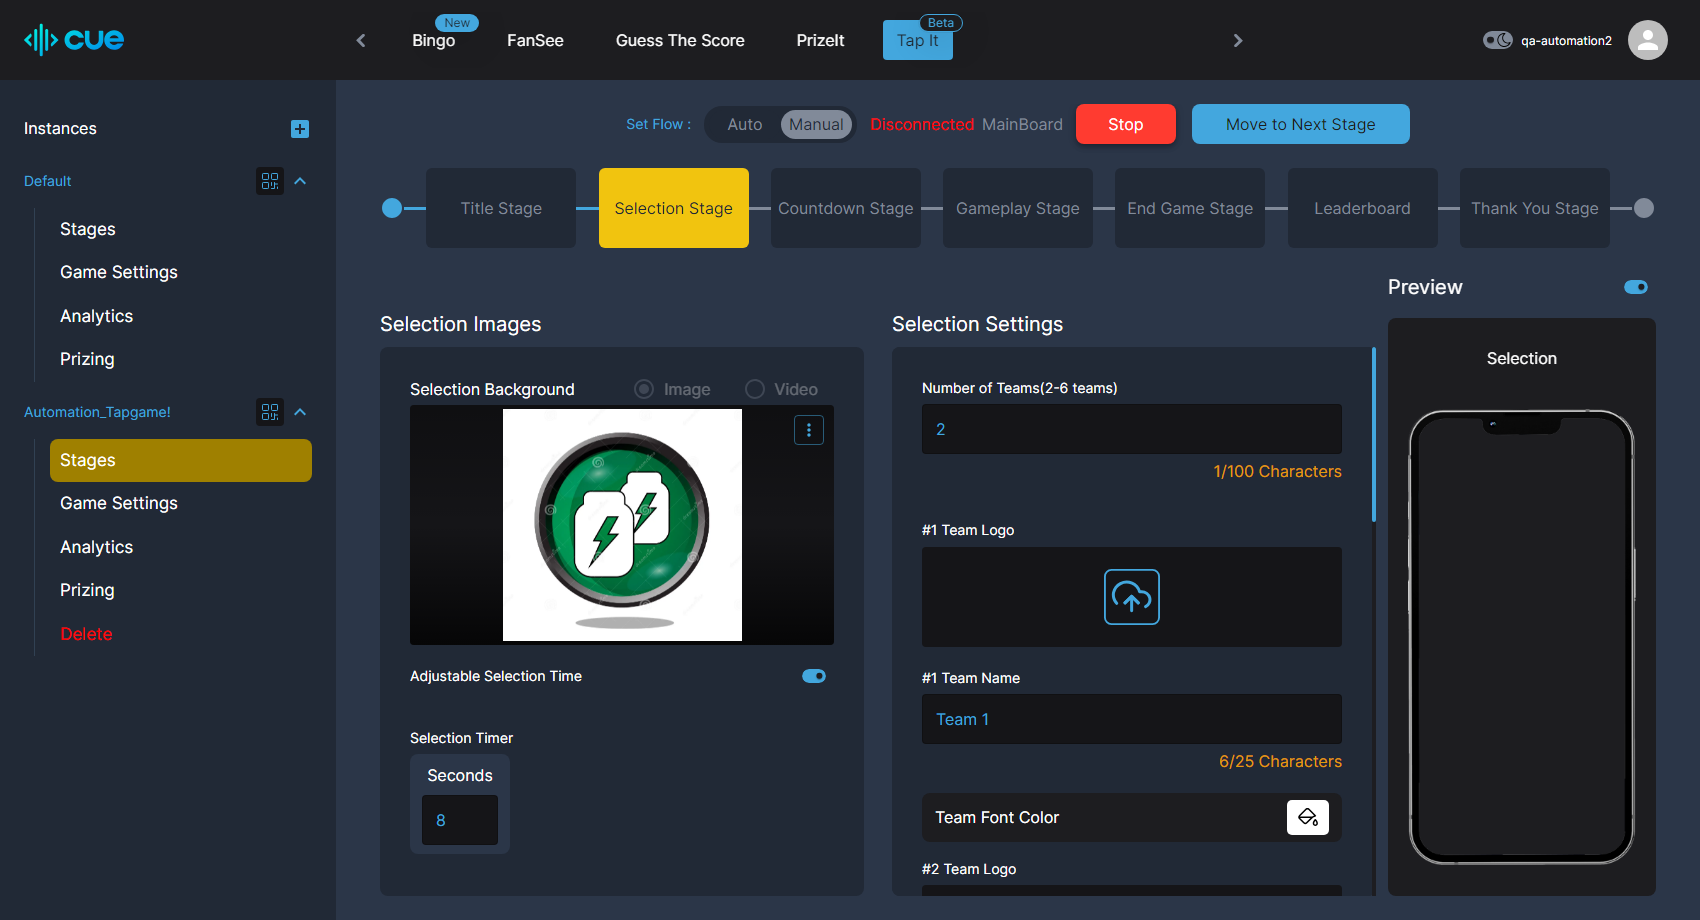 cue
New
Bingo
FanSee
Guess The Score
PrizeIt
Beta
Tap It
qa-automation2
Instances
Default
Stages
Game Settings
Analytics
Prizing
Automation_Tapgame!
Stages
Game Settings
Analytics
Prizing
Delete
Set Flow :
Auto
Manual
Disconnected MainBoard
Stop
Move to Next Stage
Title Stage
Selection Stage
Countdown Stage
Gameplay Stage
End Game Stage
Leaderboard
Thank You Stage
Selection Images
Selection Background
Image
Video
Adjustable Selection Time
Selection Timer
Seconds
8
Selection Settings
Number of Teams(2-6 teams)
2
1/100 Characters
#1 Team Logo
#1 Team Name
Team 1
6/25 Characters
Team Font Color
#2 Team Logo
Preview
Selection